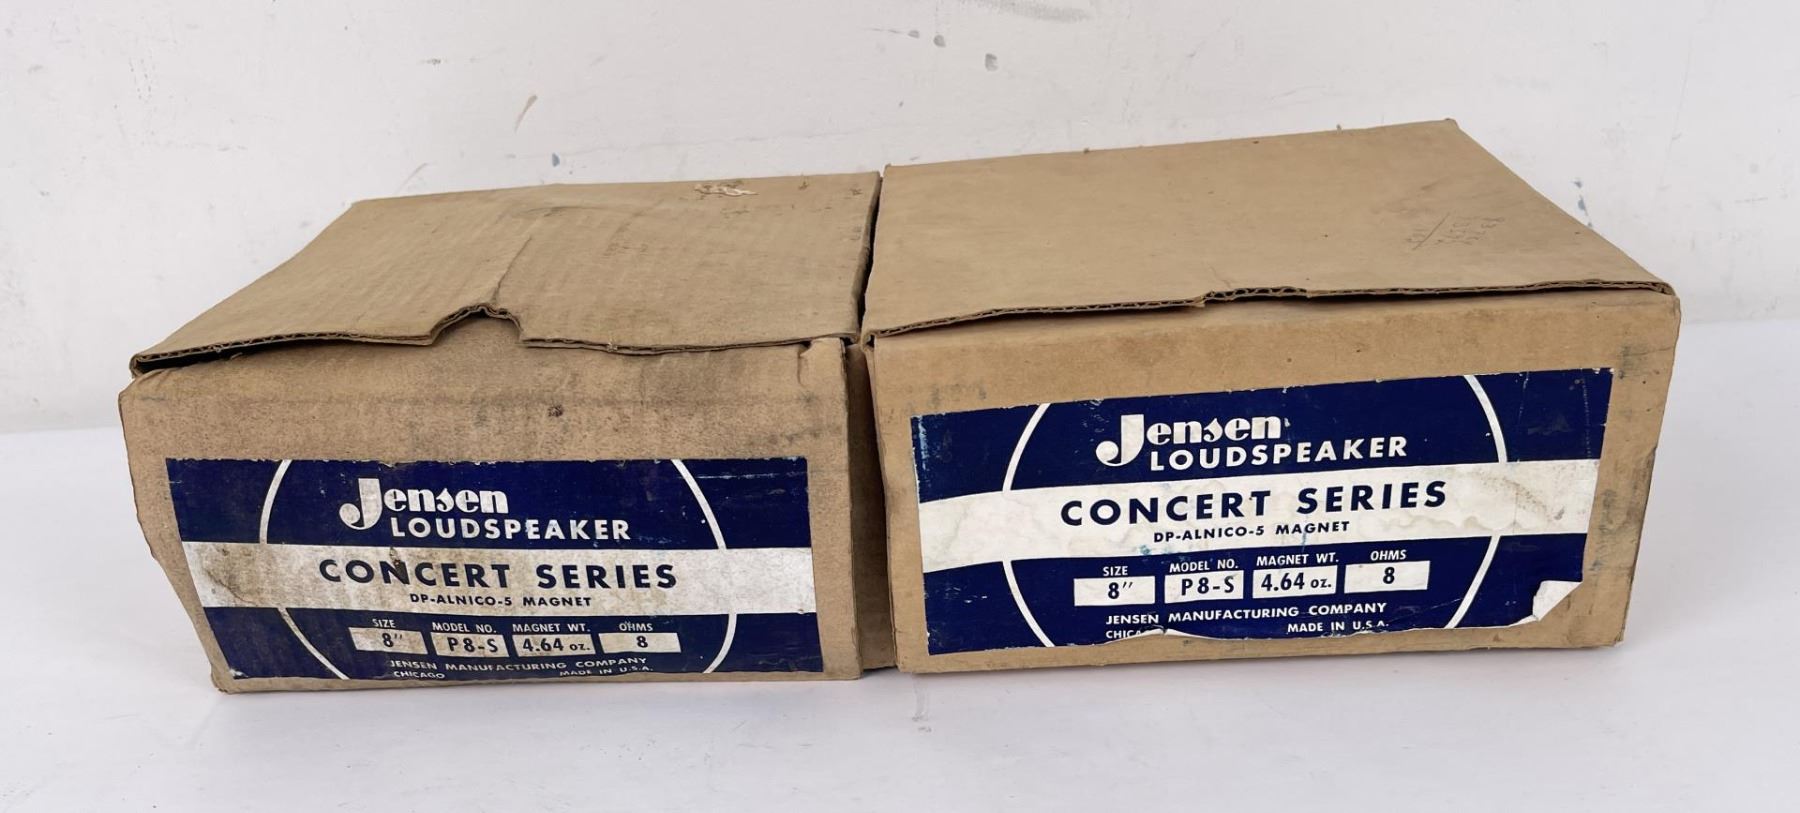 Jensen
LOUDSPEAKER
CONCERT SERIES
DP-ALNICO-5 MAGNET
SIZE MODEL NO. MAGNET WT. OHMS
8" P8-S 4.64 oz. 8
JENSEN MANUFACTURING COMPANY
CHICAGO MADE IN U.S.A.
Jensen
LOUDSPEAKER
CONCERT SERIES
DP-ALNICO-5 MAGNET
SIZE MODEL NO. MAGNET WT. OHMS
8" P8-S 4.64 oz. 8
JENSEN MANUFACTURING COMPANY
CHICA MADE IN U.S.A.